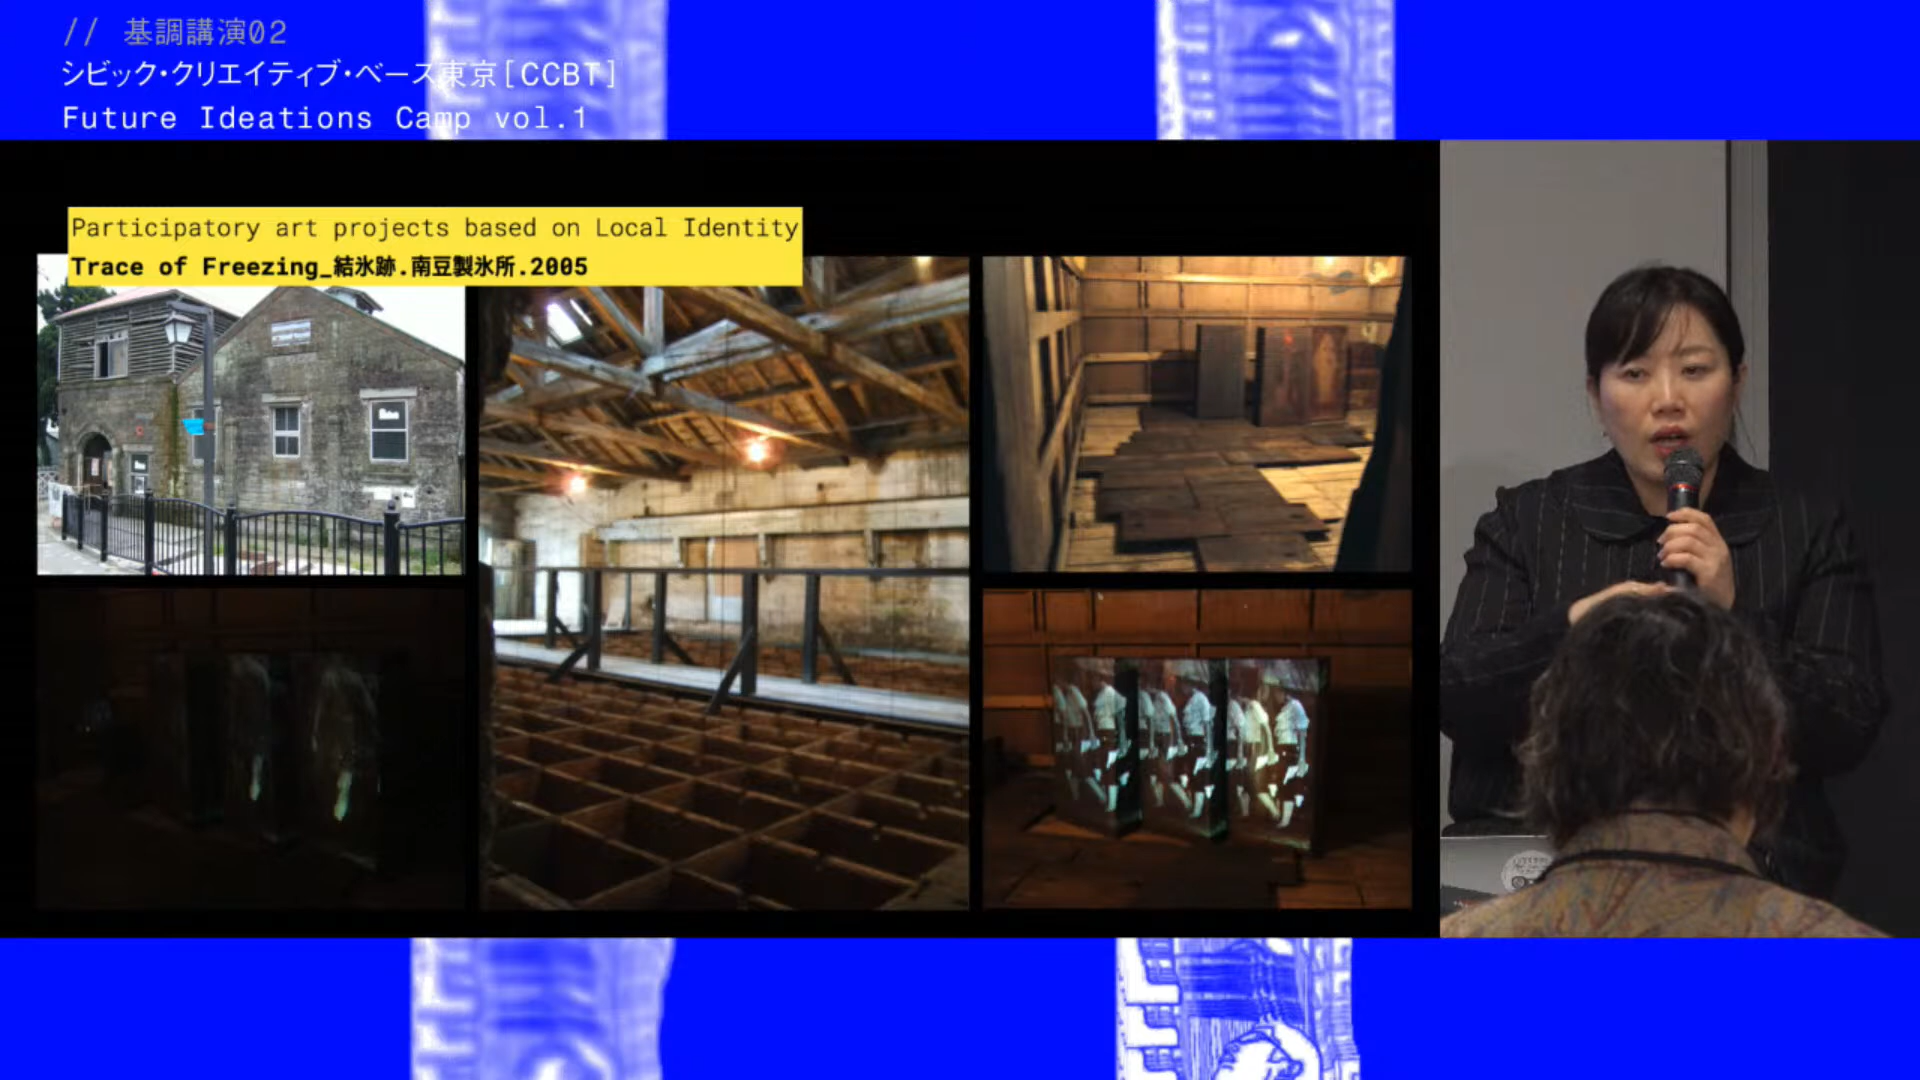 // 基調講演02
シビック・クリエイティブ・ベース東京[CCBT]
Future Ideations Camp vol.1
Participatory art projects based on Local Identity
Trace of Freezing_結氷跡.南豆製氷所.2005